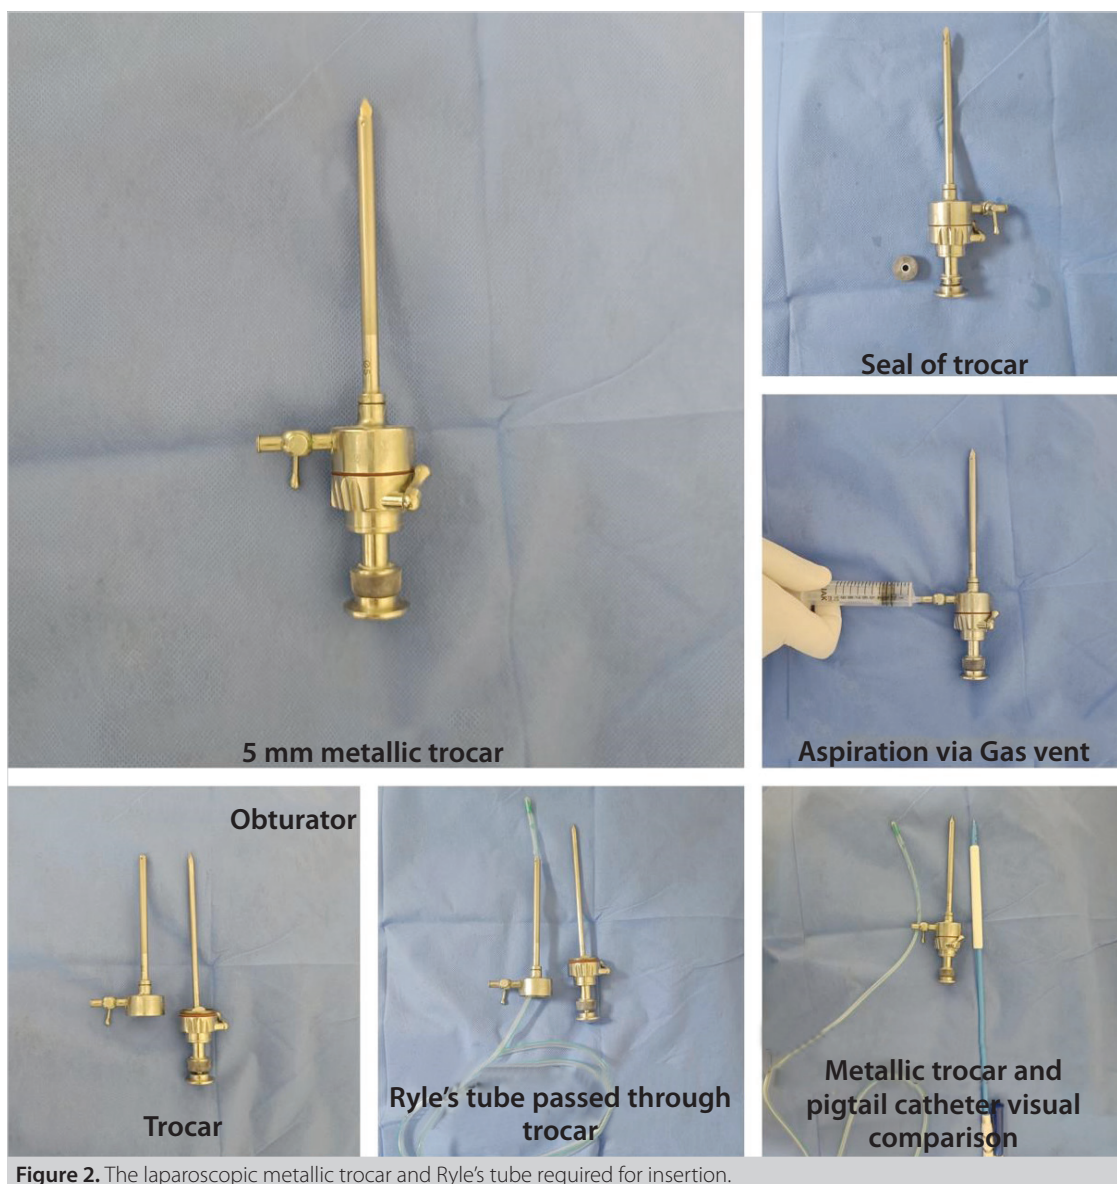 5 mm metallic trocar
Seal of trocar
Aspiration via Gas vent
Obturator
Trocar
Ryle's tube passed through
trocar
Metallic trocar and
pigtail catheter visual
comparison
Figure 2. The laparoscopic metallic trocar and Ryle's tube required for insertion.